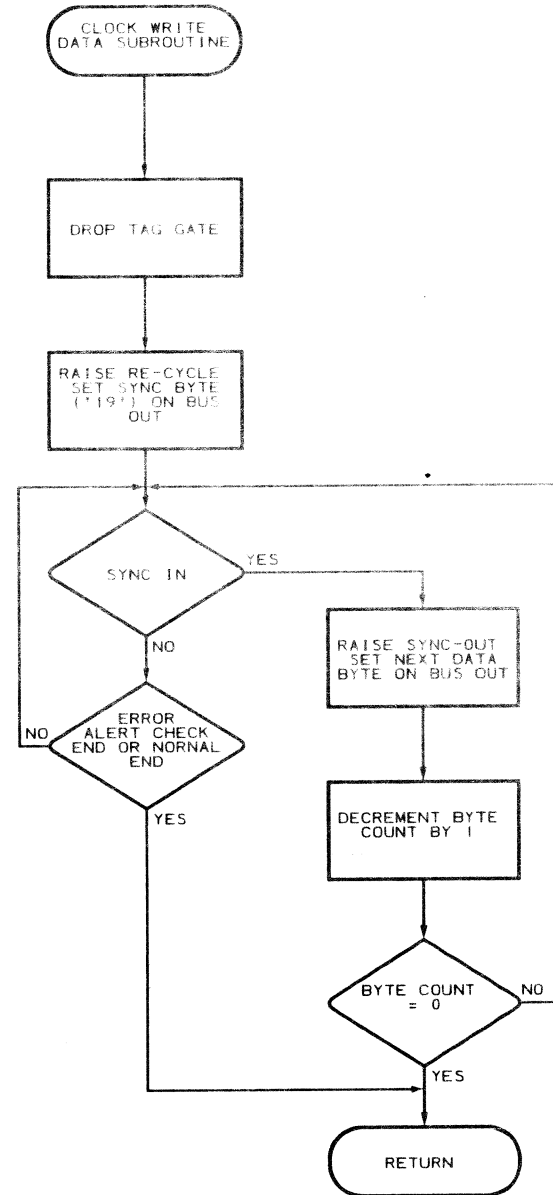 CLOCK WRITE
DATA SUBROUTINE
DROP TAG GATE
RAISE RE-CYCLE
SET SYNC BYTE
("19") ON BUS
OUT
SYNC IN
YES
NO
RAISE SYNC-OUT
SET NEXT DATA
BYTE ON BUS OUT
ERROR
ALERT CHECK
END OR NORNAL
END
NO
YES
DECREMENT BYTE
COUNT BY 1
BYTE COUNT
= 0
NO
YES
RETURN